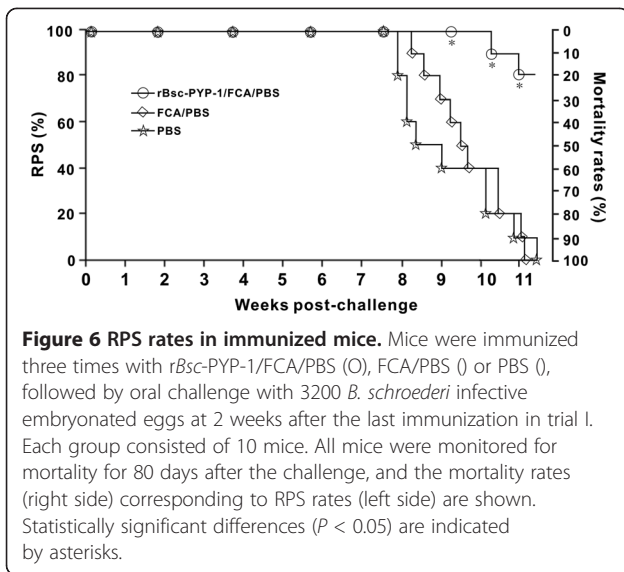 100
80
60
40
20
0
RPS (%)
0
10
20
30
40
50
60
70
80
90
100
Mortality rates (%)
rBsc-PYP-1/FCA/PBS
FCA/PBS
PBS
*
*
*
0 1 2 3 4 5 6 7 8 9 10 11
Weeks post-challenge
Figure 6 RPS rates in immunized mice. Mice were immunized
three times with rBsc-PYP-1/FCA/PBS (O), FCA/PBS () or PBS (),
followed by oral challenge with 3200 B. schroederi infective
embryonated eggs at 2 weeks after the last immunization in trial I.
Each group consisted of 10 mice. All mice were monitored for
mortality for 80 days after the challenge, and the mortality rates
(right side) corresponding to RPS rates (left side) are shown.
Statistically significant differences (P < 0.05) are indicated
by asterisks.